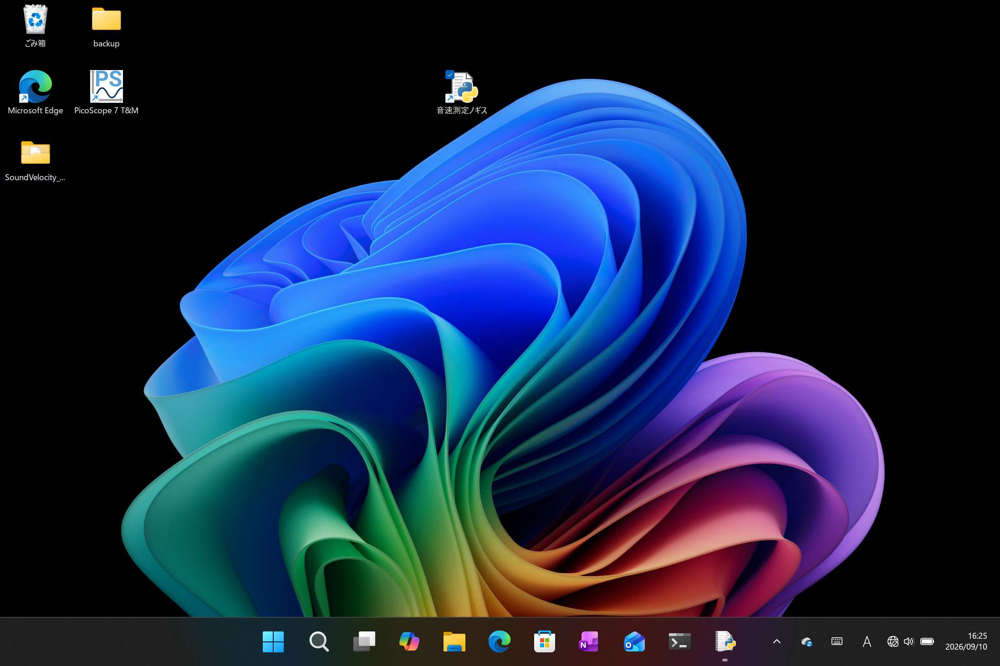 ごみ箱
backup
Microsoft Edge
PS
PicoScope 7 T&M
音速測定ノギス
SoundVelocity_...
N
O
A
16:25
2026/09/10